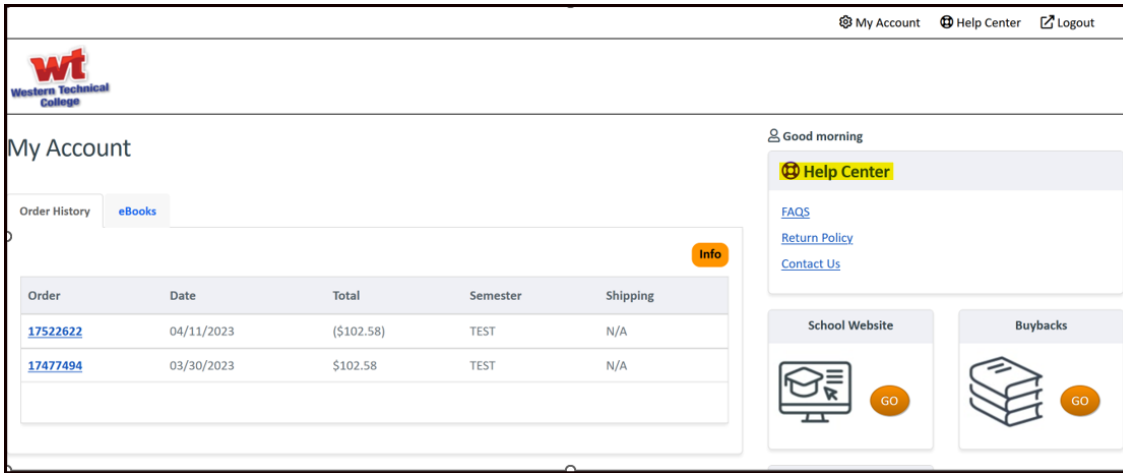 My Account Help Center Logout
wt
Western Technical
College
My Account
Good morning
Help Center
FAQS
Return Policy
Contact Us
Order History eBooks
Info
Order Date Total Semester Shipping
17522622 04/11/2023 ($102.58) TEST N/A
17477494 03/30/2023 $102.58 TEST N/A
School Website
GO
Buybacks
GO